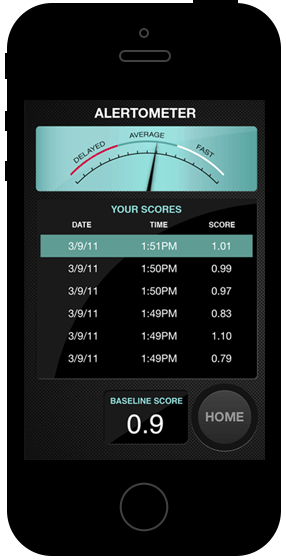 ALERTOMETER
DELAYED AVERAGE FAST
YOUR SCORES
DATE TIME SCORE
3/9/11 1:51PM 1.01
3/9/11 1:50PM 0.99
3/9/11 1:50PM 0.97
3/9/11 1:49PM 0.83
3/9/11 1:49PM 1.10
3/9/11 1:49PM 0.79
BASELINE SCORE
0.9
HOME